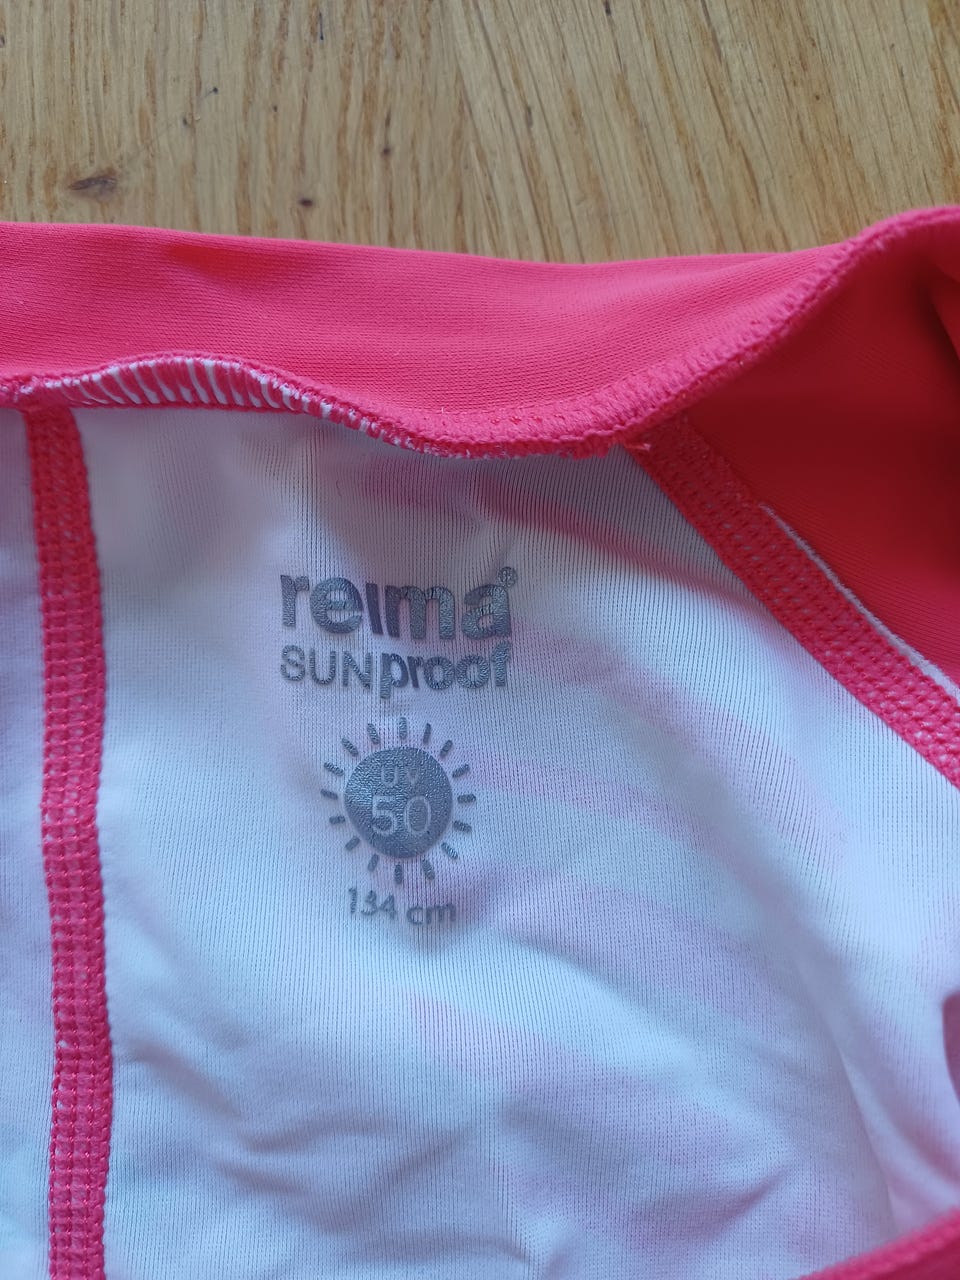 reima®
SUNproof
UV
50
134 cm